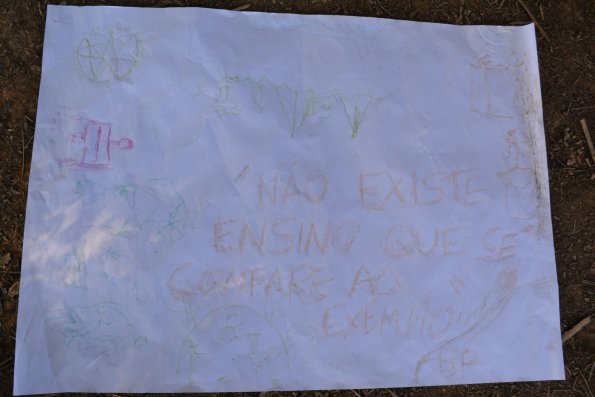 "NÃO EXISTE
ENSINO QUE SE
COMPARE AO
EXEMPLO"